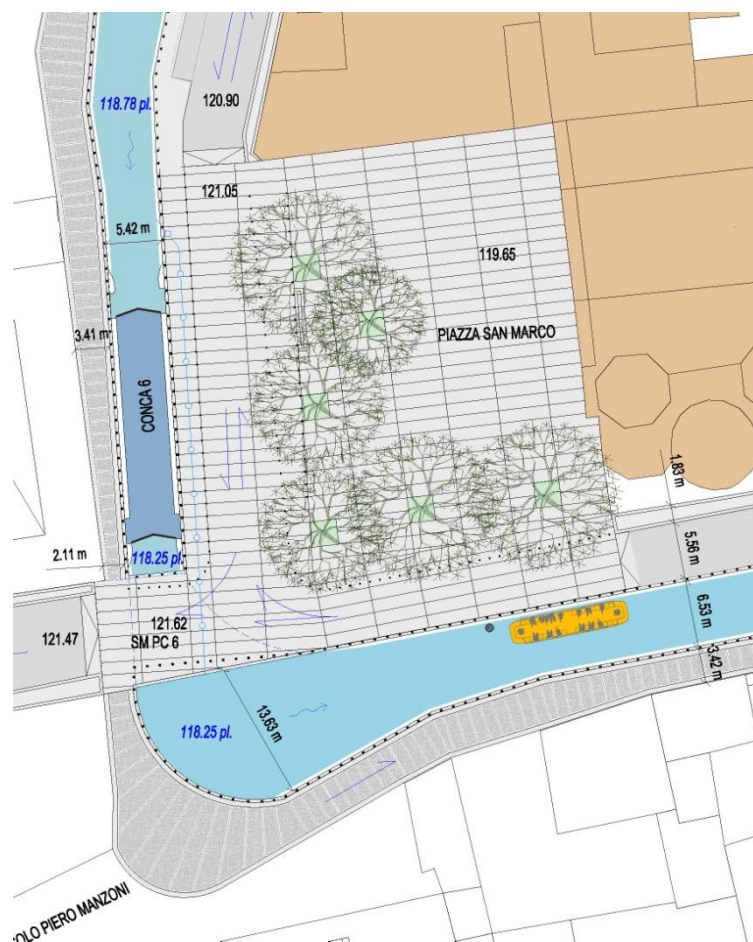 118.78 pl.
120.90
121.05
5.42 m
119.65
3.41 m
PIAZZA SAN MARCO
CONCA 6
1.83 m
2.11 m
118.25 pl.
5.56 m
121.62
6.53 m
121.47
SM PC 6
3.42 m
13.63 m
118.25 pl.
OLO PIERO MANZONI